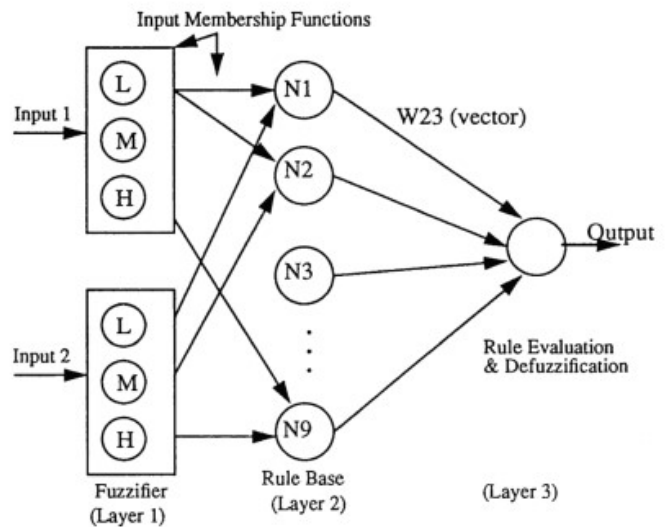 Input Membership Functions
L
M
H
Input 1
N1
W23 (vector)
N2
Output
N3
L
M
H
Input 2
Rule Evaluation
& Defuzzification
N9
Fuzzifier
(Layer 1)
Rule Base
(Layer 2)
(Layer 3)